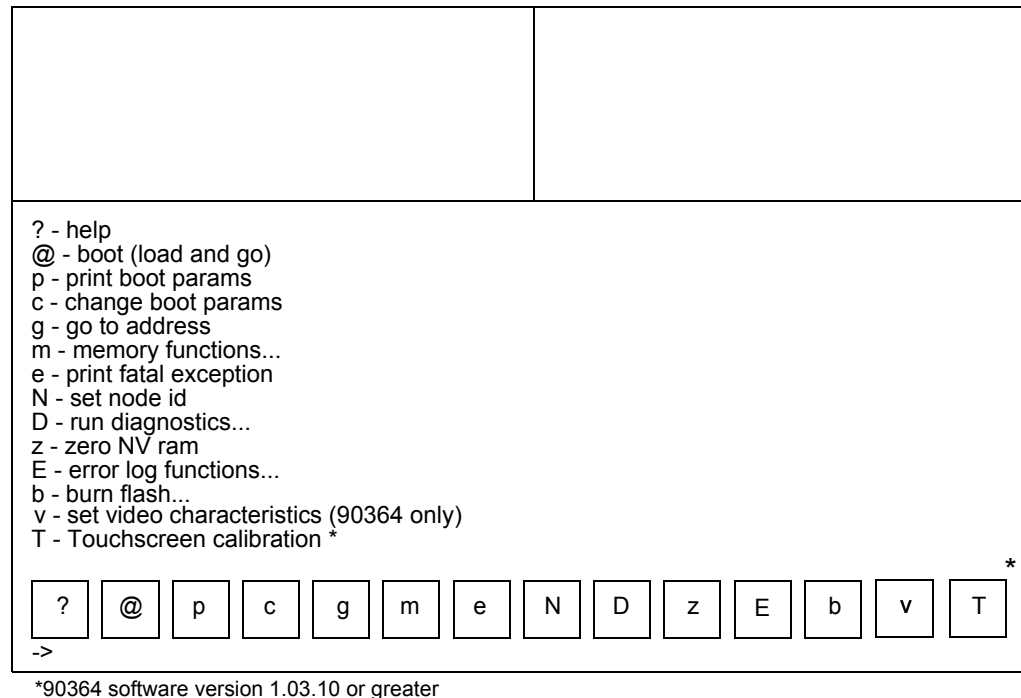 ? - help
@ - boot (load and go)
p - print boot params
c - change boot params
g - go to address
m - memory functions...
e - print fatal exception
N - set node id
D - run diagnostics...
z - zero NV ram
E - error log functions...
b - burn flash...
v - set video characteristics (90364 only)
T - Touchscreen calibration *
*
? @ p c g m e N D z E b v T
->
*90364 software version 1.03.10 or greater